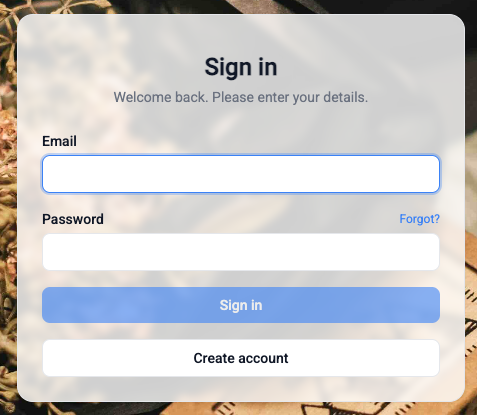 Sign in
Welcome back. Please enter your details.
Email
Password Forgot?
Sign in
Create account